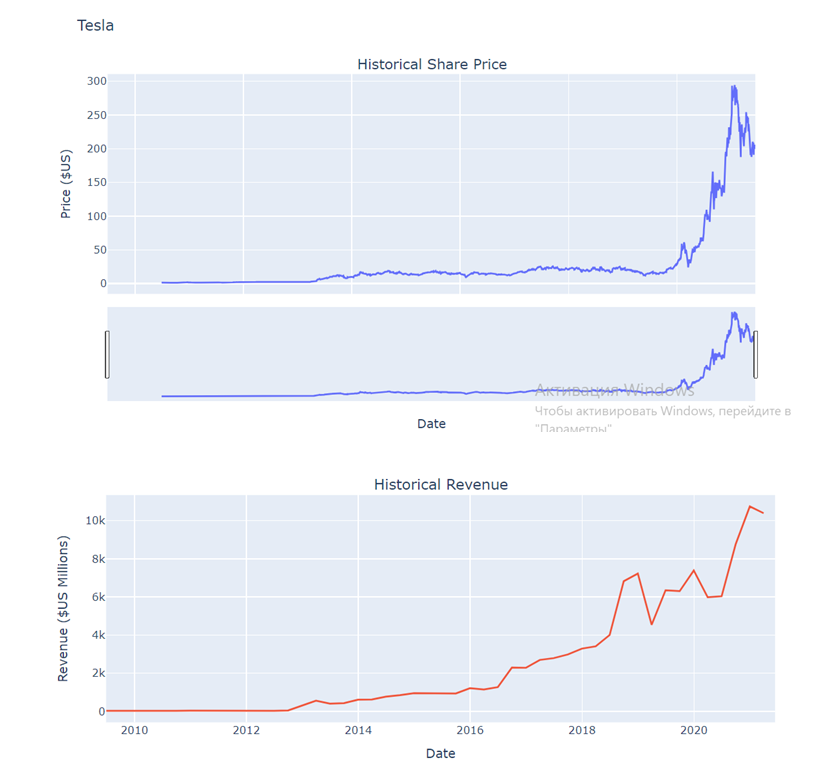 Tesla
Historical Share Price
300
250
200
150
100
50
0
Price ($US)
Активация Windows
Чтобы активировать Windows, перейдите в
"Параметры"
Date
Historical Revenue
10k
8k
6k
4k
2k
0
Revenue ($US Millions)
2010 2012 2014 2016 2018 2020
Date